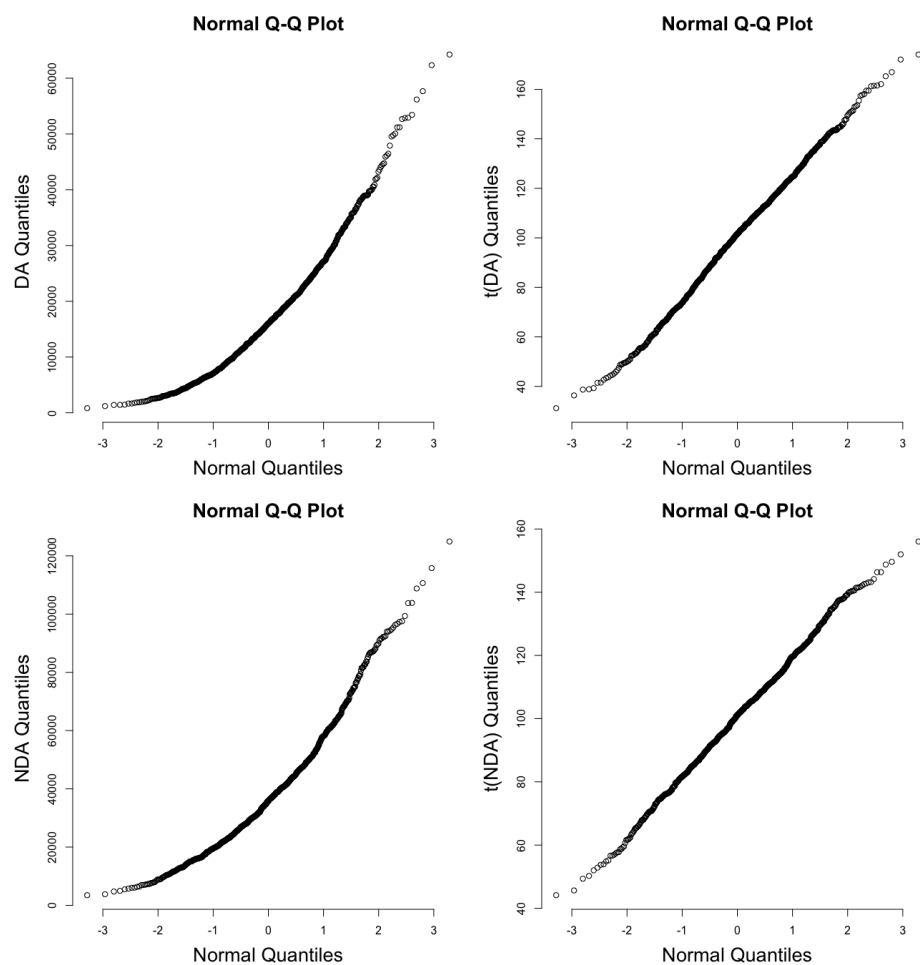 Normal Q-Q Plot
DA Quantiles
60000
50000
40000
30000
20000
10000
0
-3 -2 -1 0 1 2 3
Normal Quantiles
Normal Q-Q Plot
t(DA) Quantiles
160
140
120
100
80
60
40
-3 -2 -1 0 1 2 3
Normal Quantiles
Normal Q-Q Plot
NDA Quantiles
120000
100000
80000
60000
40000
20000
0
-3 -2 -1 0 1 2 3
Normal Quantiles
Normal Q-Q Plot
t(NDA) Quantiles
160
140
120
100
80
60
40
-3 -2 -1 0 1 2 3
Normal Quantiles